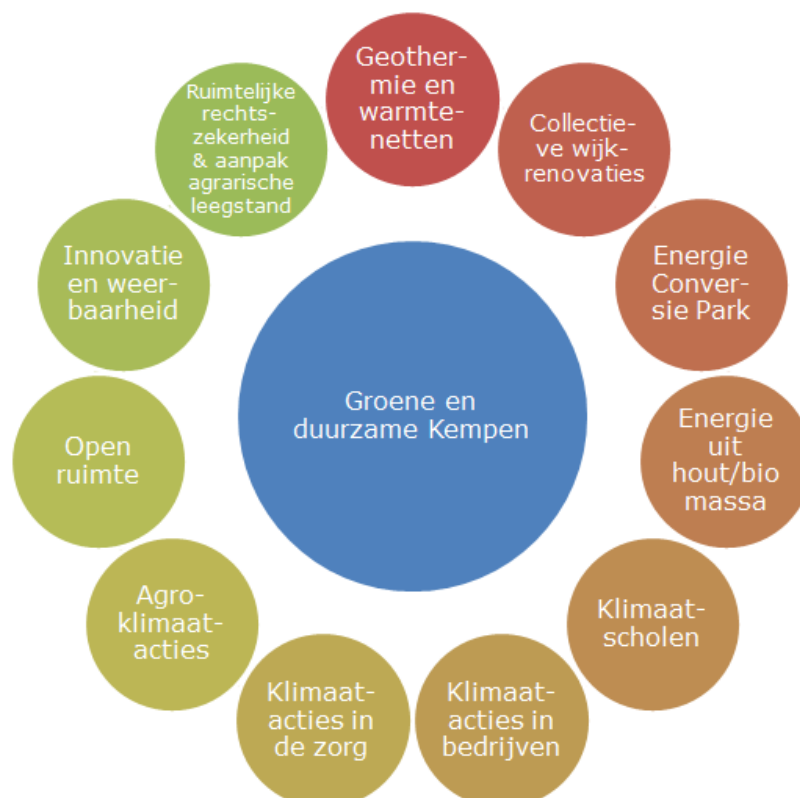 Geother-
mie en
warmte-
netten
Collectie-
ve wijk-
renovaties
Energie
Conver-
sie Park
Energie
uit
hout/bio
massa
Klimaat-
scholen
Klimaat-
acties in
bedrijven
Klimaat-
acties in
de zorg
Agro-
klimaat-
acties
Open
ruimte
Innovatie
en weer-
baarheid
Ruimtelijke
rechts-
zekerheid
& aanpak
agrarische
leegstand
Groene en
duurzame Kempen